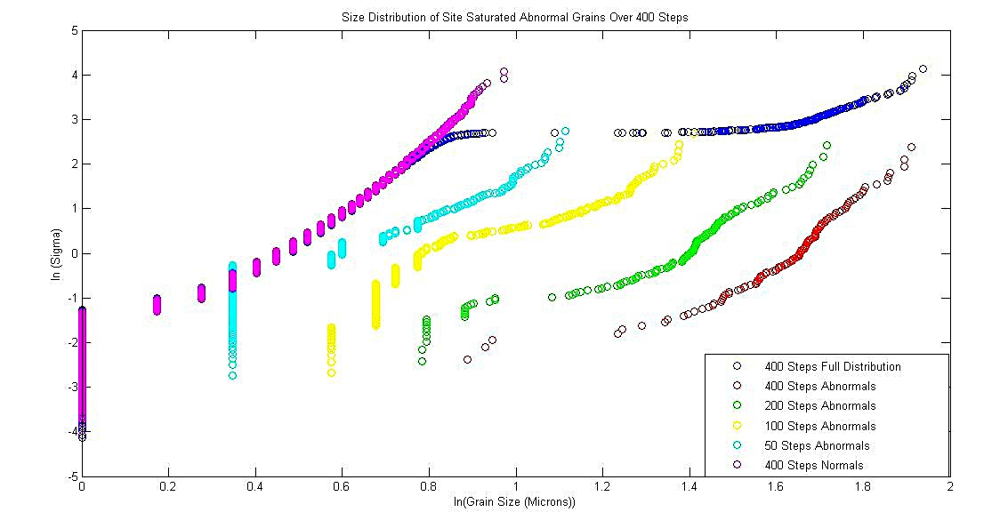 Size Distribution of Site Saturated Abnormal Grains Over 400 Steps
5
4
3
2
1
0
-1
-2
-3
-4
-5
ln (Sigma)
400 Steps Full Distribution
400 Steps Abnormals
200 Steps Abnormals
100 Steps Abnormals
50 Steps Abnormals
400 Steps Normals
0 0.2 0.4 0.6 0.8 1 1.2 1.4 1.6 1.8 2
ln(Grain Size (Microns))